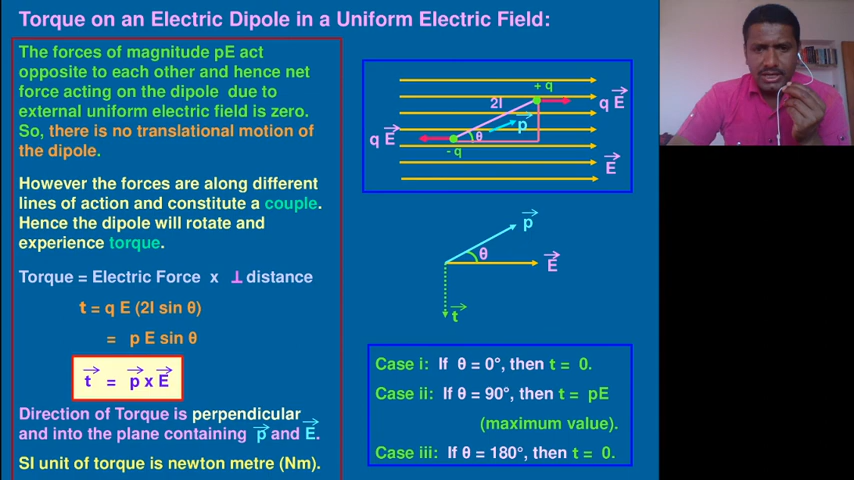 Torque on an Electric Dipole in a Uniform Electric Field:
The forces of magnitude pE act
opposite to each other and hence net
force acting on the dipole due to
external uniform electric field is zero.
So, there is no translational motion of
the dipole.
However the forces are along different
lines of action and constitute a couple.
Hence the dipole will rotate and
experience torque.
Torque = Electric Force x ⊥ distance
t = q E (2l sin θ)
= p E sin θ
t = p x E
Direction of Torque is perpendicular
and into the plane containing p and E.
SI unit of torque is newton metre (Nm).
+ q
2l
q E
p
q E
θ
- q
E
p
θ
E
t
Case i: If θ = 0°, then t = 0.
Case ii: If θ = 90°, then t = pE
(maximum value).
Case iii: If θ = 180°, then t = 0.